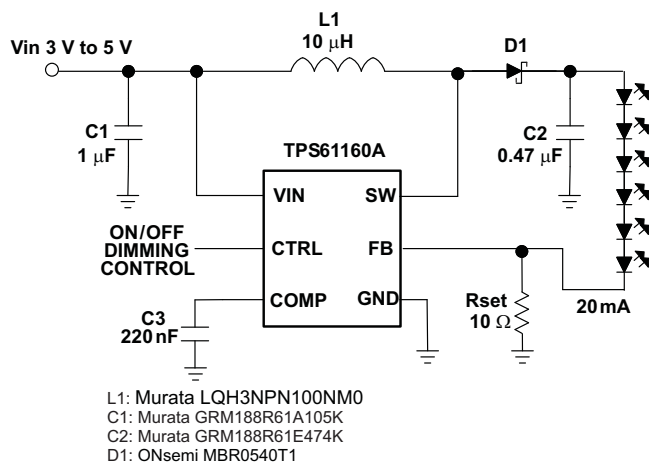 L1
10 μH
D1
Vin 3 V to 5 V
C1
1 μF
C2
0.47 μF
TPS61160A
VIN
SW
ON/OFF
DIMMING
CONTROL
CTRL
FB
COMP
GND
C3
220 nF
Rset
10 Ω
20 mA
L1: Murata LQH3NPN100NM0
C1: Murata GRM188R61A105K
C2: Murata GRM188R61E474K
D1: ONsemi MBR0540T1